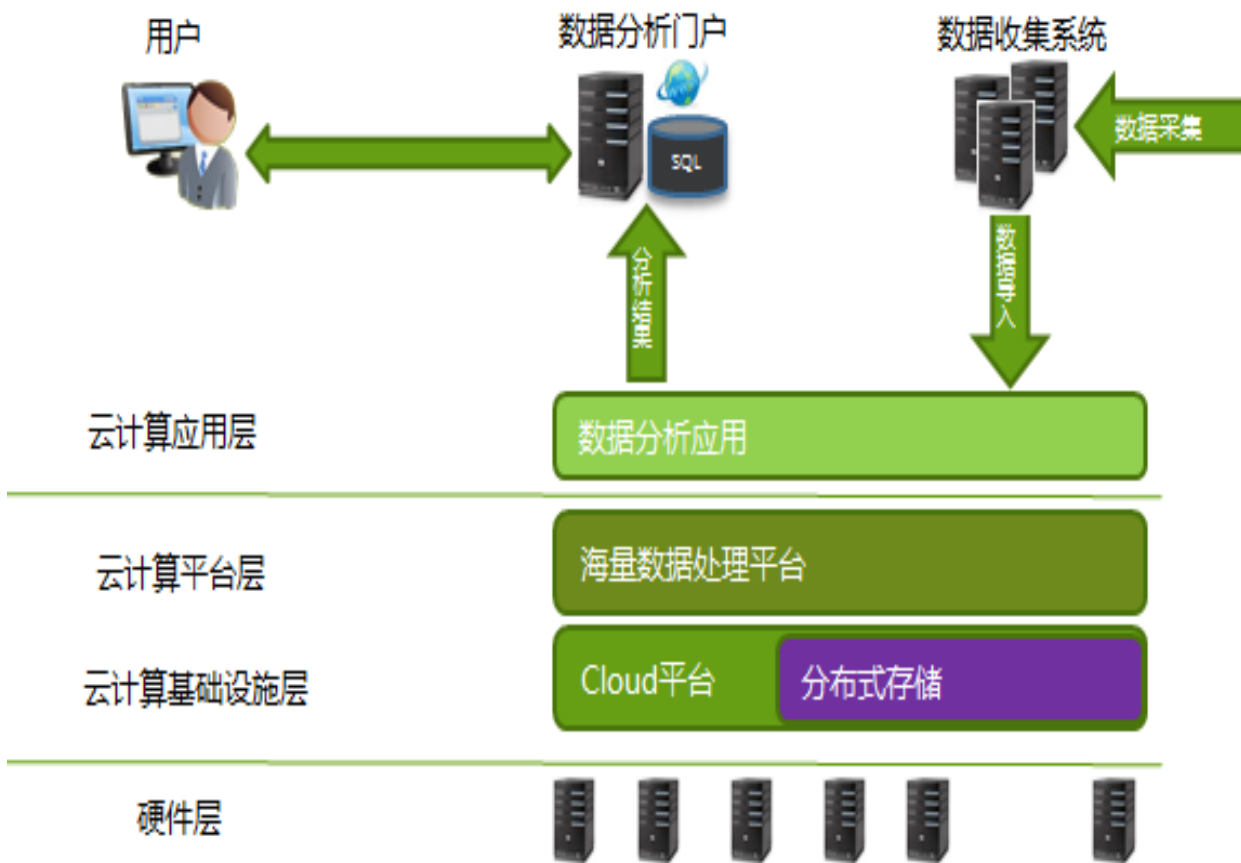 用户
数据分析门户
数据收集系统
SQL
数据采集
分析结果
数据导入
云计算应用层
数据分析应用
云计算平台层
海量数据处理平台
云计算基础设施层
Cloud平台
分布式存储
硬件层